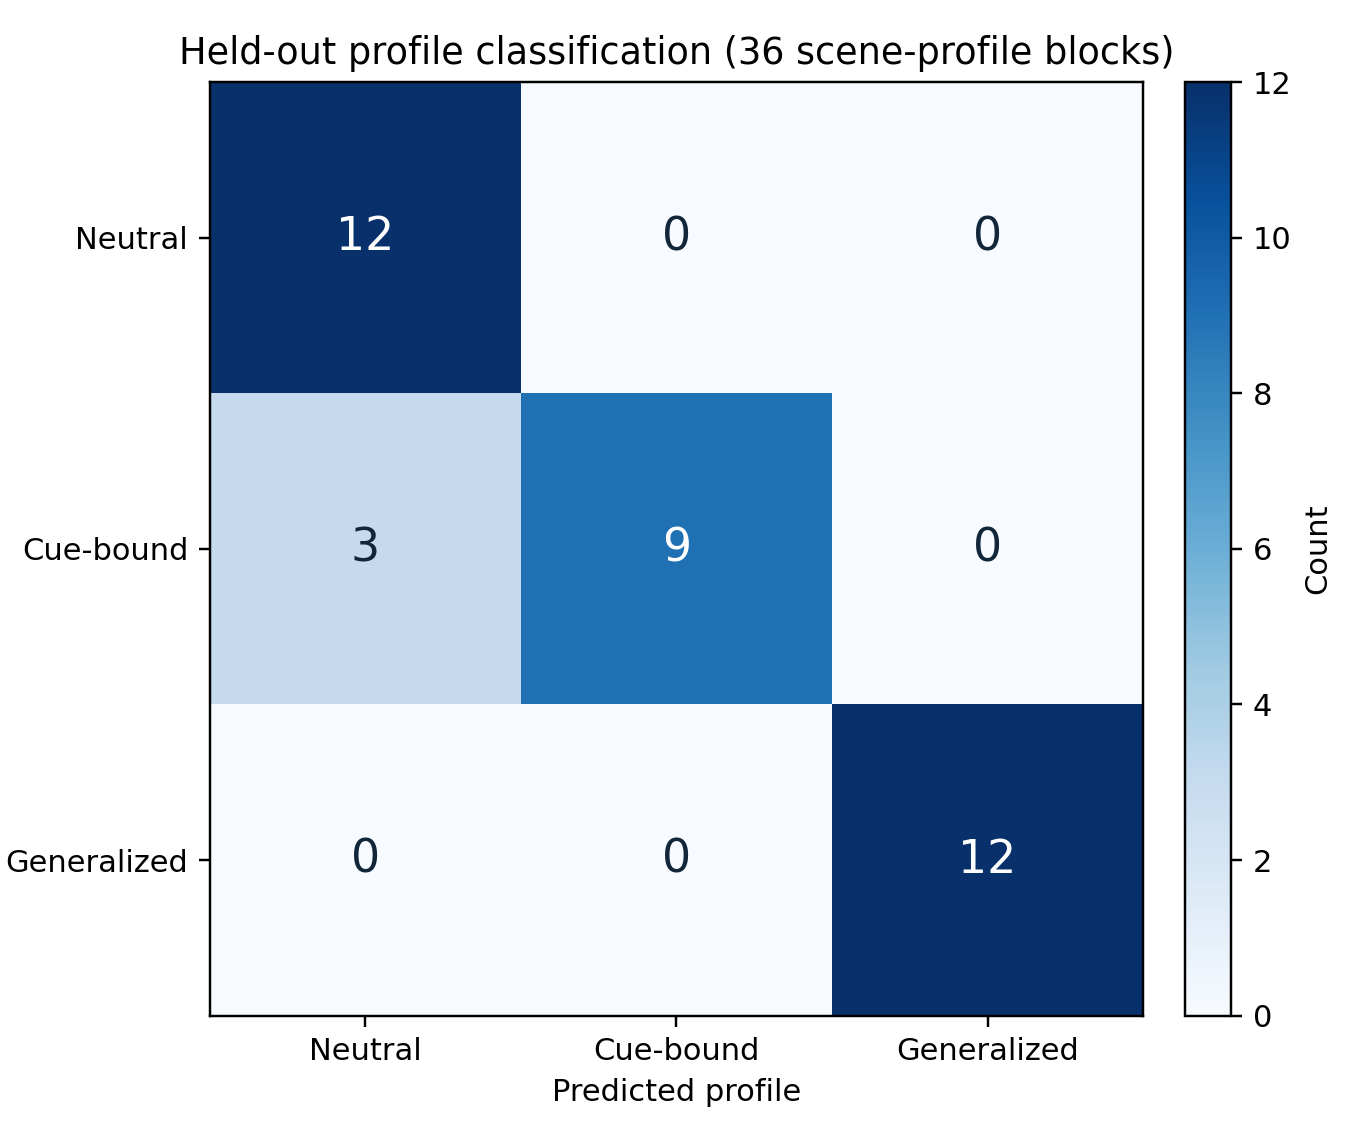 Held-out profile classification (36 scene-profile blocks)
Neutral 12 0 0
Cue-bound 3 9 0
Generalized 0 0 12
Neutral Cue-bound Generalized
Predicted profile
12
10
8
6
4
2
0
Count